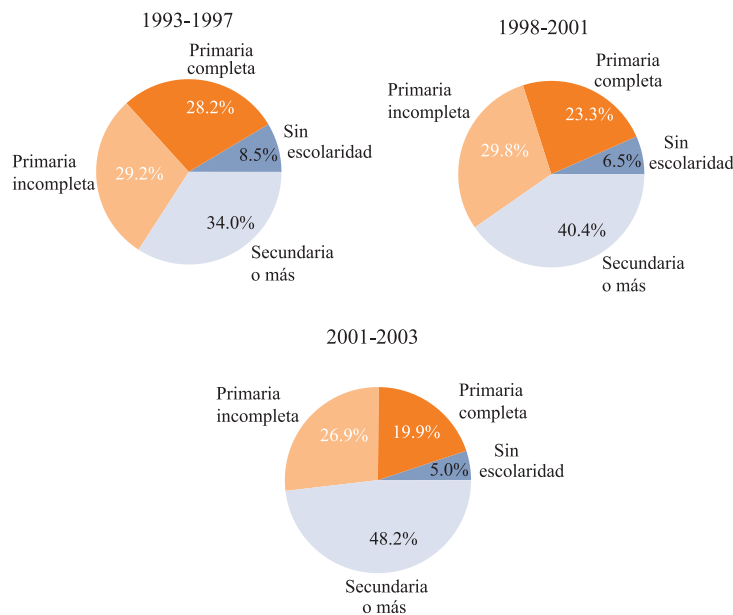 1993-1997
Primaria
completa
28.2%
Sin
escolaridad
8.5%
Primaria
incompleta
29.2%
34.0%
Secundaria
o más
1998-2001
Primaria
completa
Primaria
incompleta
23.3%
29.8%
Sin
escolaridad
6.5%
40.4%
Secundaria
o más
2001-2003
Primaria
incompleta
Primaria
completa
26.9%
19.9%
Sin
escolaridad
5.0%
48.2%
Secundaria
o más